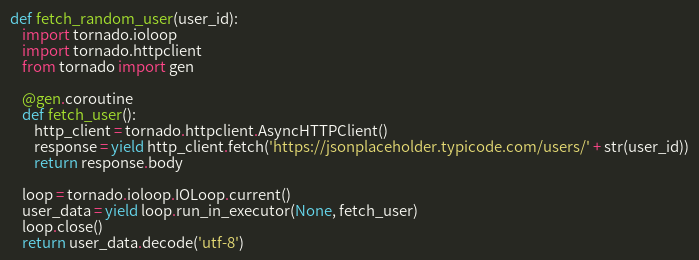 def fetch_random_user(user_id):
    import tornado.ioloop
    import tornado.httpclient
    from tornado import gen

    @gen.coroutine
    def fetch_user():
        http_client = tornado.httpclient.AsyncHTTPClient()
        response = yield http_client.fetch('https://jsonplaceholder.typicode.com/users/' + str(user_id))
        return response.body

    loop = tornado.ioloop.IOLoop.current()
    user_data = yield loop.run_in_executor(None, fetch_user)
    loop.close()
    return user_data.decode('utf-8')